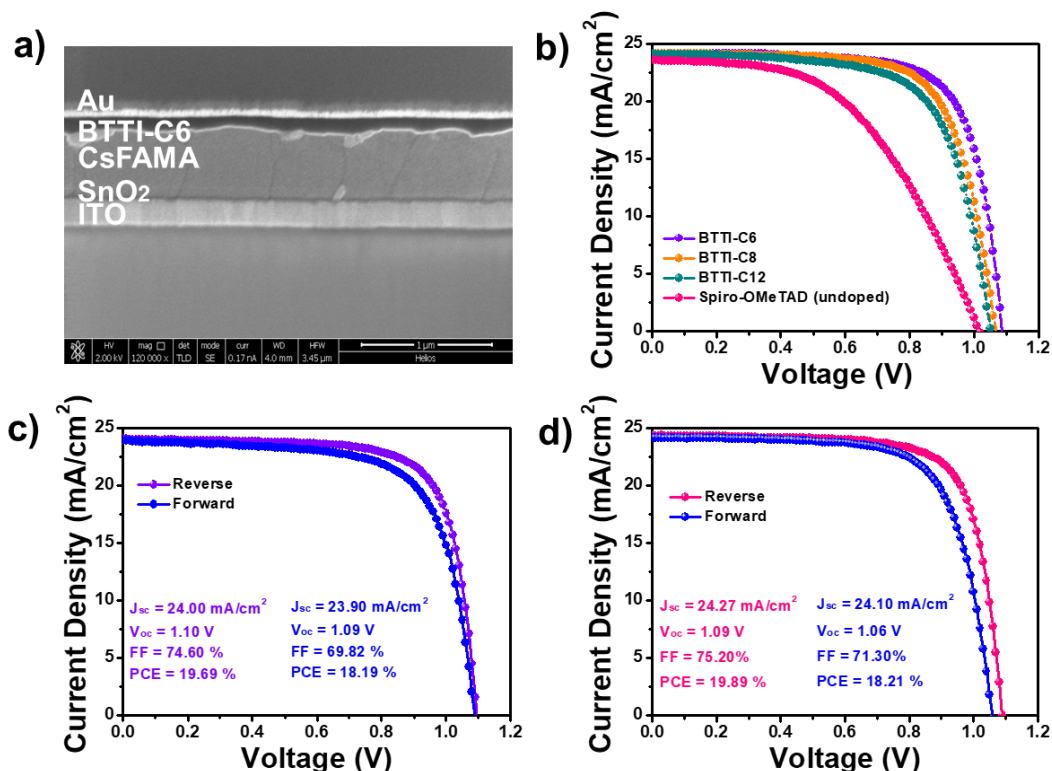 a)
Au
BTTI-C6
CsFAMA
SnO₂
ITO
HV mag □ det mode curr WD HFW 1 µm
2.00 kV 120 000 x TLD SE 0.17 nA 4.0 mm 3.45 µm Helios
b)
Current Density (mA/cm²)
25
20
15
10
5
0
BTTI-C6
BTTI-C8
BTTI-C12
Spiro-OMeTAD (undoped)
0.0 0.2 0.4 0.6 0.8 1.0 1.2
Voltage (V)
c)
Current Density (mA/cm²)
25
20
15
10
5
0
Reverse
Forward
Jsc = 24.00 mA/cm² Jsc = 23.90 mA/cm²
Voc = 1.10 V Voc = 1.09 V
FF = 74.60 % FF = 69.82 %
PCE = 19.69 % PCE = 18.19 %
0.0 0.2 0.4 0.6 0.8 1.0 1.2
Voltage (V)
d)
Current Density (mA/cm²)
25
20
15
10
5
0
Reverse
Forward
Jsc = 24.27 mA/cm² Jsc = 24.10 mA/cm²
Voc = 1.09 V Voc = 1.06 V
FF = 75.20% FF = 71.30%
PCE = 19.89 % PCE = 18.21 %
0.0 0.2 0.4 0.6 0.8 1.0 1.2
Voltage (V)